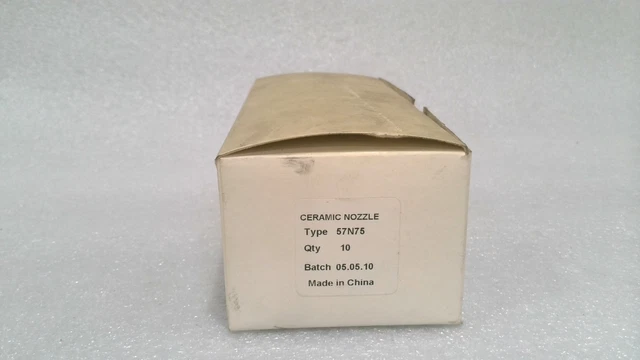 CERAMIC NOZZLE
Type 57N75
Qty 10
Batch 05.05.10
Made in China